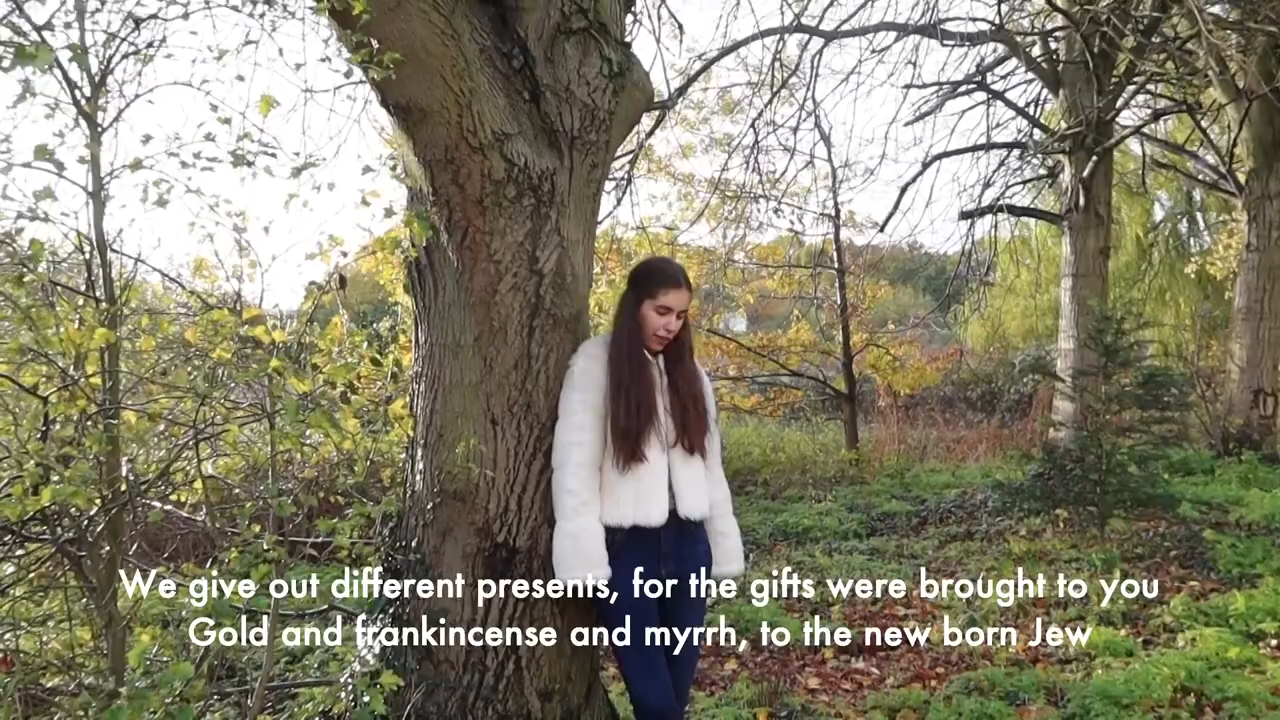 We give out different presents, for the gifts were brought to you
Gold and frankincense and myrrh, to the new born Jew